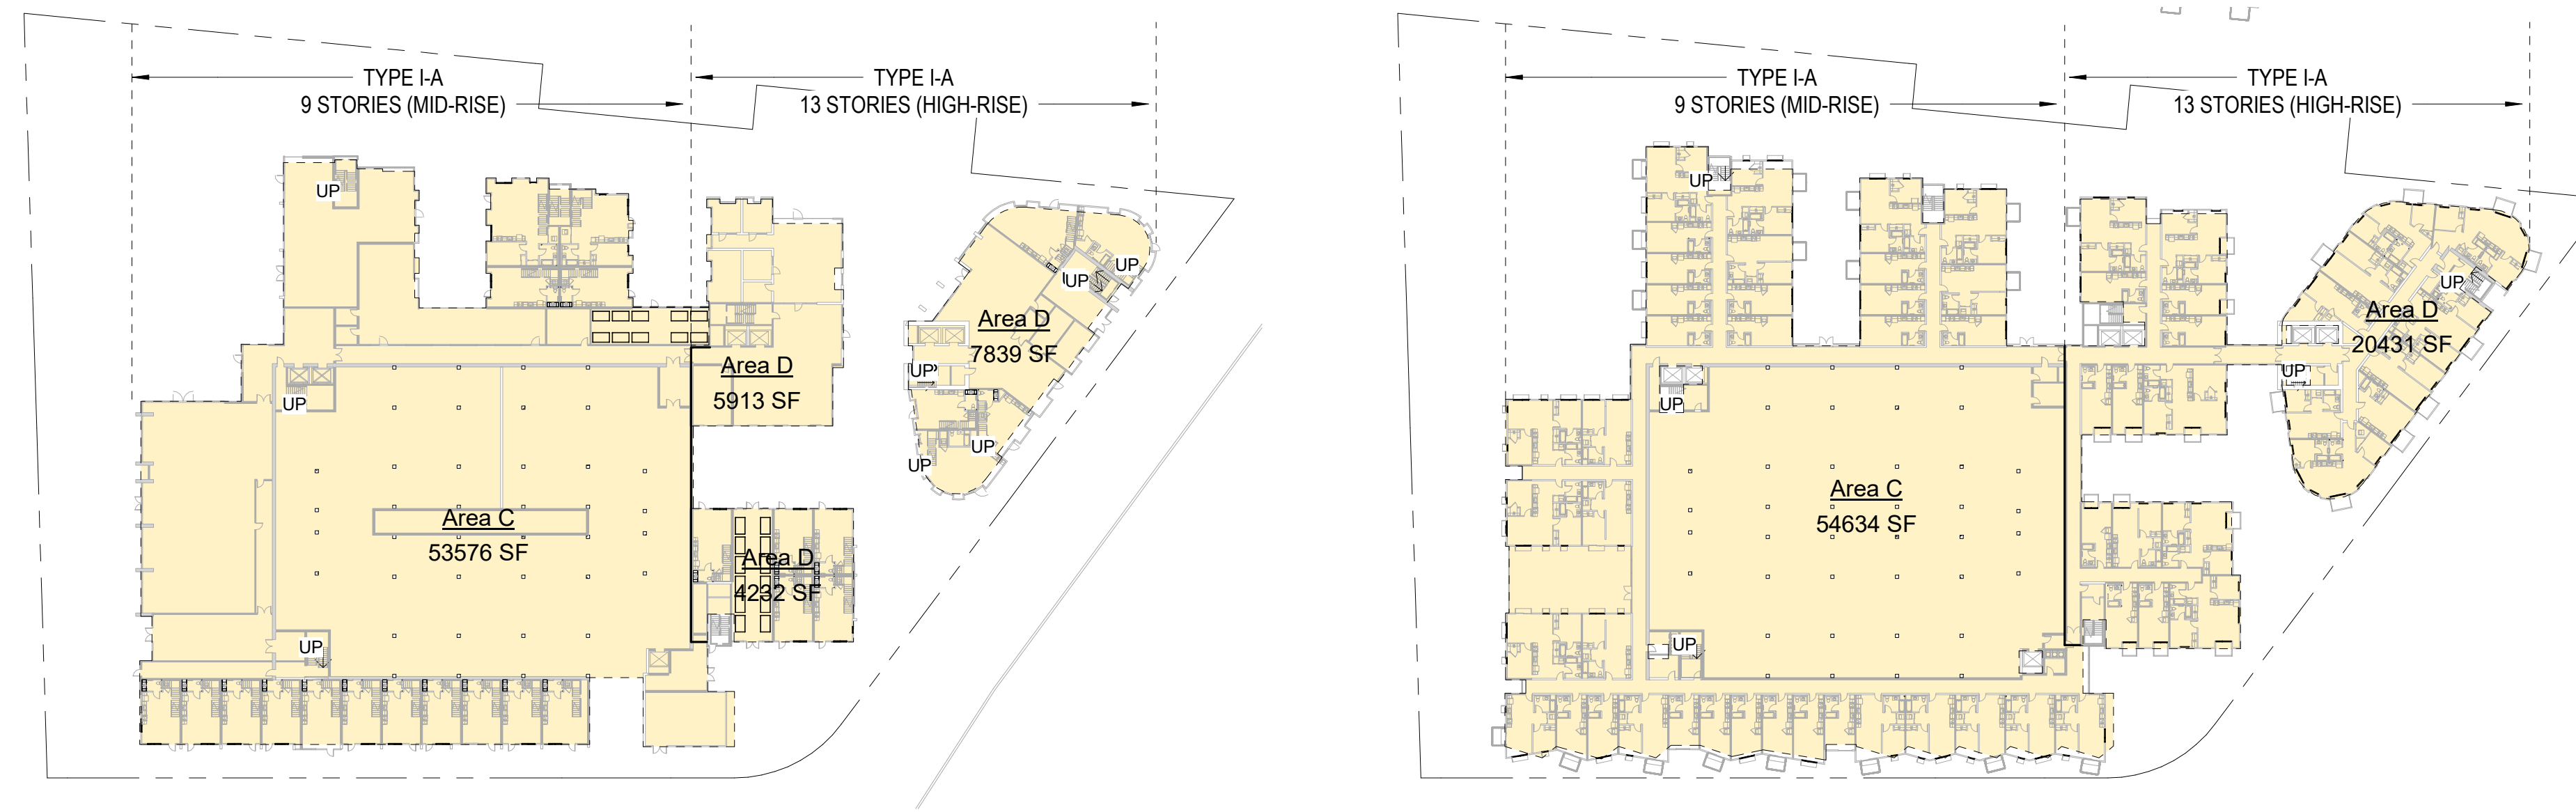 TYPE I-A
9 STORIES (MID-RISE)
TYPE I-A
13 STORIES (HIGH-RISE)
UP
UP
UP
Area D
7839 SF
UP
Area D
5913 SF
UP
UP
UP
Area C
53576 SF
Area D
4232 SF
UP
TYPE I-A
9 STORIES (MID-RISE)
TYPE I-A
13 STORIES (HIGH-RISE)
UP
UP
Area D
20431 SF
UP
UP
Area C
54634 SF
UP